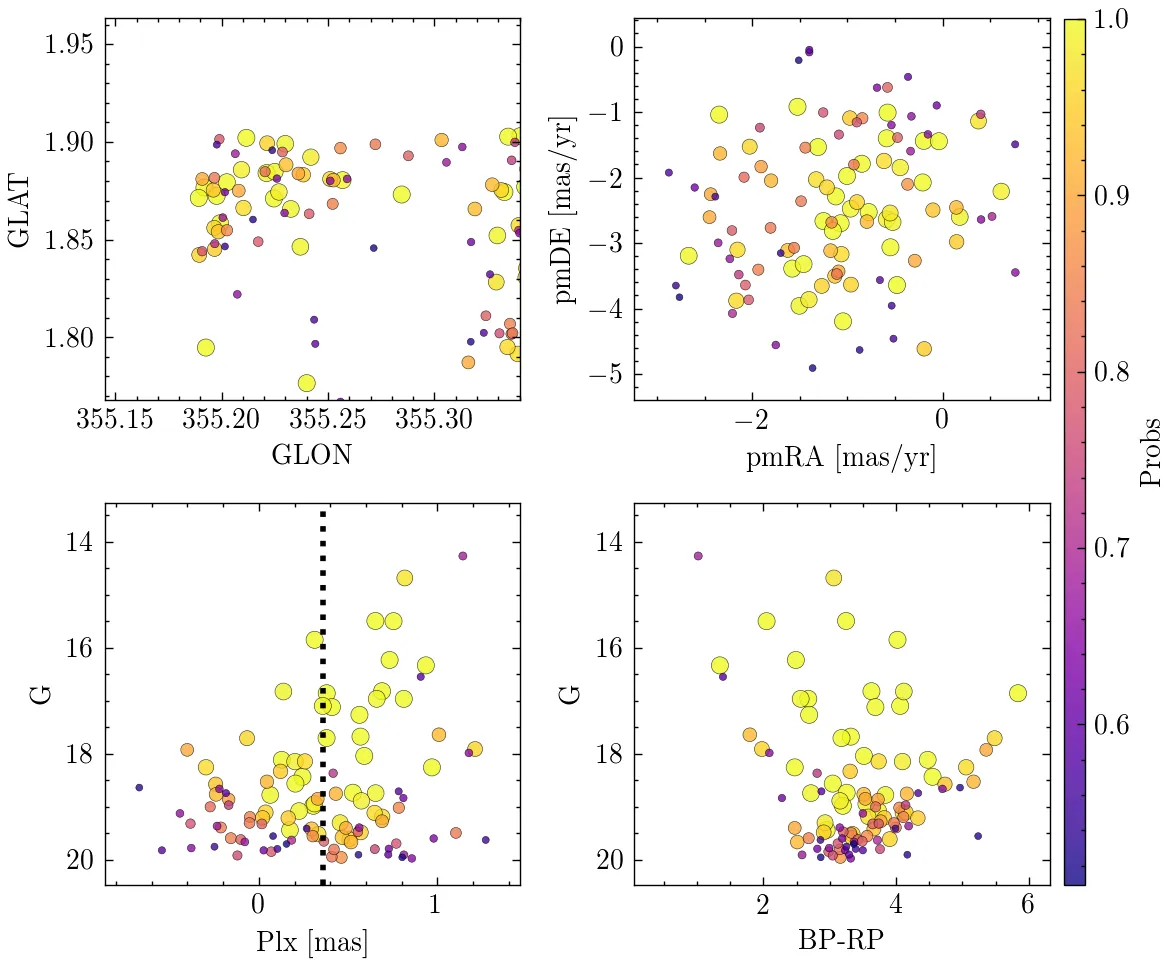 1.95
1.90
1.85
1.80
GLAT
355.15 355.20 355.25 355.30
GLON
0
−1
−2
−3
−4
−5
pmDE [mas/yr]
−2 0
pmRA [mas/yr]
1.0
0.9
0.8
0.7
0.6
Probs
14
16
18
20
G
0 1
Plx [mas]
14
16
18
20
G
2 4 6
BP-RP